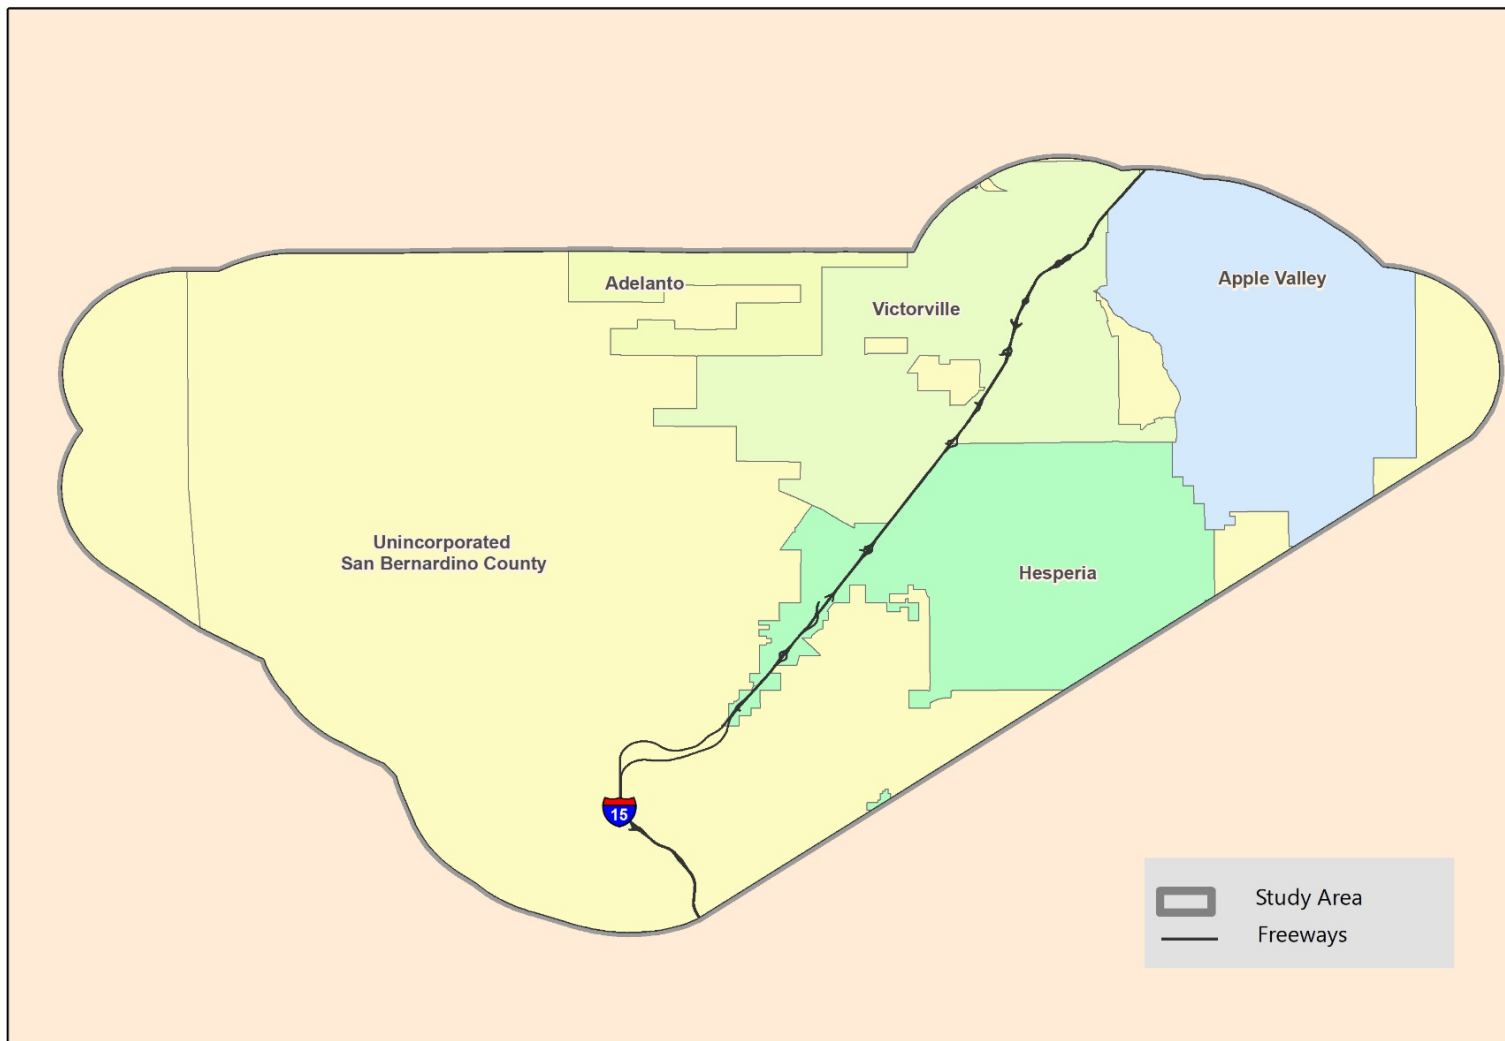 Adelanto
Apple Valley
Victorville
Unincorporated
San Bernardino County
Hesperia
15
Study Area
Freeways